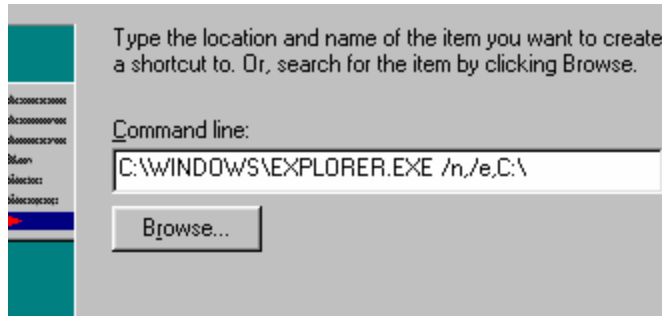 Type the location and name of the item you want to create
a shortcut to. Or, search for the item by clicking Browse.
Command line:
C:\WINDOWS\EXPLORER.EXE /n,/e,C:\
Browse...